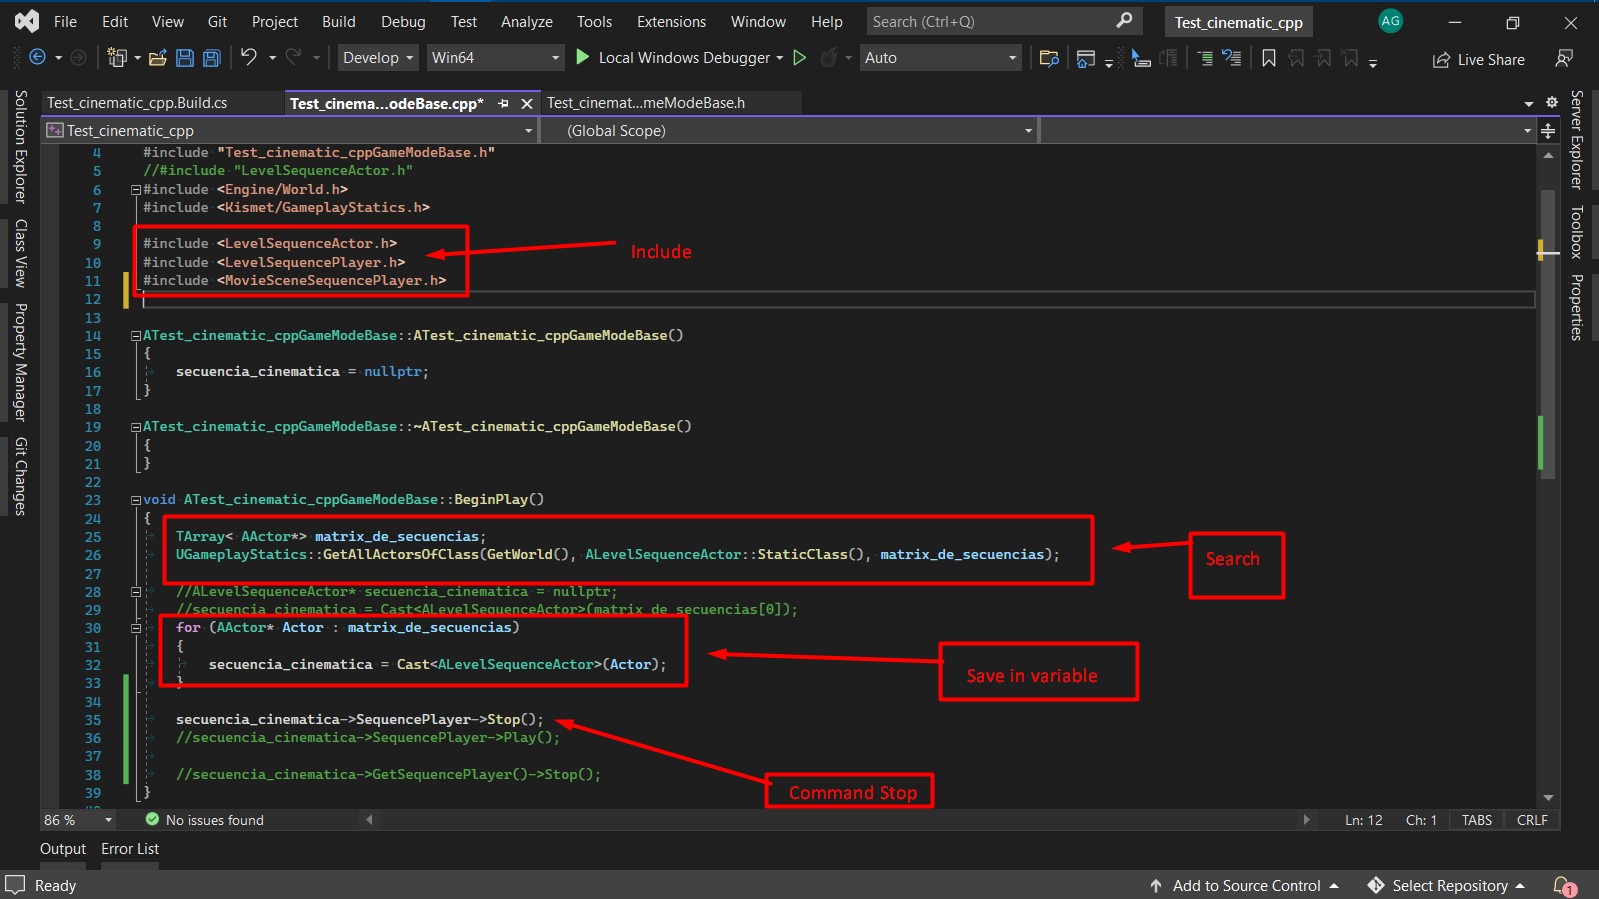 File Edit View Git Project Build Debug Test Analyze Tools Extensions Window Help Search (Ctrl+Q) Test_cinematic_cpp AG
Develop Win64 Local Windows Debugger Auto Live Share
Test_cinematic_cpp.Build.cs Test_cinema...odeBase.cpp* Test_cinemat...meModeBase.h
Test_cinematic_cpp (Global Scope)
Solution Explorer
Class View
Property Manager
Git Changes
4 #include "Test_cinematic_cppGameModeBase.h"
5 //#include "LevelSequenceActor.h"
6 #include <Engine/World.h>
7 #include <Kismet/GameplayStatics.h>
8
9 #include <LevelSequenceActor.h>
Include
10 #include <LevelSequencePlayer.h>
11 #include <MovieSceneSequencePlayer.h>
12
13
14 ATest_cinematic_cppGameModeBase::ATest_cinematic_cppGameModeBase()
15 {
16 secuencia_cinematica = nullptr;
17 }
18
19 ATest_cinematic_cppGameModeBase::~ATest_cinematic_cppGameModeBase()
20 {
21 }
22
23 void ATest_cinematic_cppGameModeBase::BeginPlay()
24 {
25 TArray< AActor*> matrix_de_secuencias;
26 UGameplayStatics::GetAllActorsOfClass(GetWorld(), ALevelSequenceActor::StaticClass(), matrix_de_secuencias);
Search
27
28 //ALevelSequenceActor* secuencia_cinematica = nullptr;
29 //secuencia_cinematica = Cast<ALevelSequenceActor>(matrix_de_secuencias[0]);
30 for (AActor* Actor : matrix_de_secuencias)
31 {
32 secuencia_cinematica = Cast<ALevelSequenceActor>(Actor);
Save in variable
33 }
34
35 secuencia_cinematica->SequencePlayer->Stop();
36 //secuencia_cinematica->SequencePlayer->Play();
37
38 //secuencia_cinematica->GetSequencePlayer()->Stop();
39 }
Command Stop
Server Explorer
Toolbox
Properties
86 % No issues found Ln: 12 Ch: 1 TABS CRLF
Output Error List
Ready Add to Source Control Select Repository 1